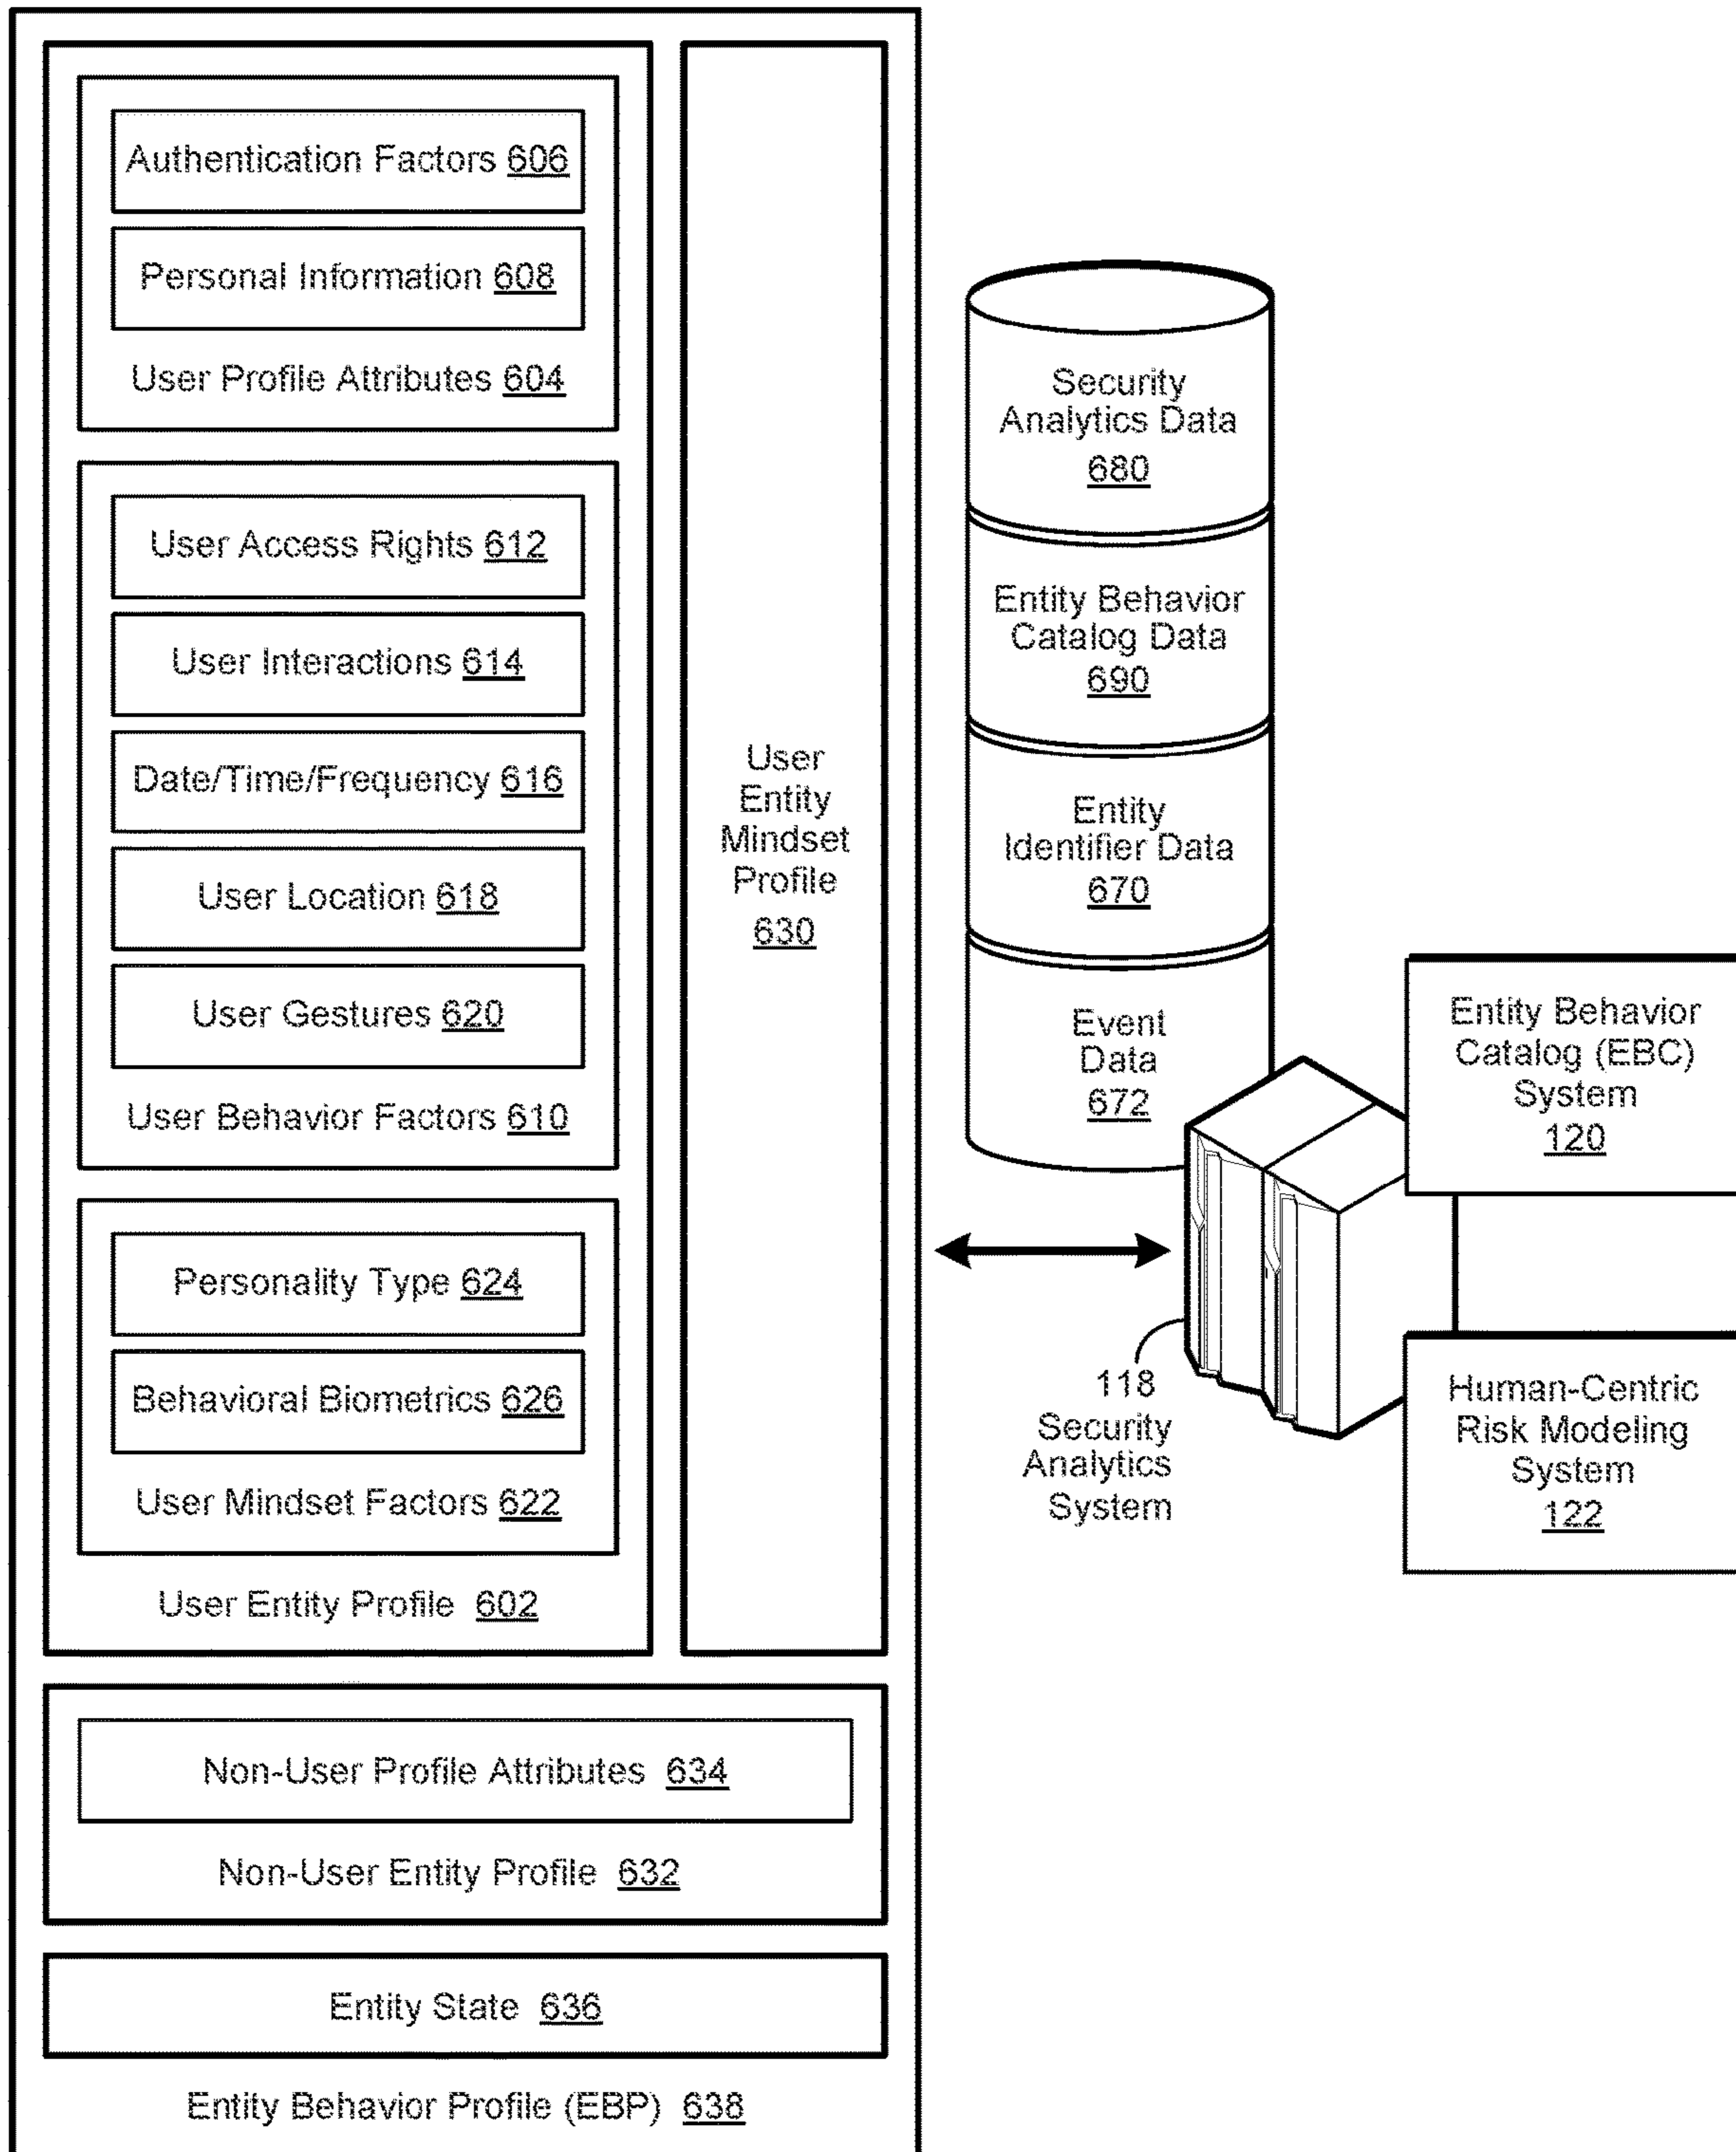 Authentication Factors 606
Personal Information 608
User Profile Attributes 604
User Access Rights 612
User Interactions 614
Date/Time/Frequency 616
User Location 618
User Gestures 620
User Behavior Factors 610
Personality Type 624
Behavioral Biometrics 626
User Mindset Factors 622
User Entity Profile 602
User
Entity
Mindset
Profile
630
Non-User Profile Attributes 634
Non-User Entity Profile 632
Entity State 636
Entity Behavior Profile (EBP) 638
Security
Analytics Data
680
Entity Behavior
Catalog Data
690
Entity
Identifier Data
670
Event
Data
672
118
Security
Analytics
System
Entity Behavior
Catalog (EBC)
System
120
Human-Centric
Risk Modeling
System
122